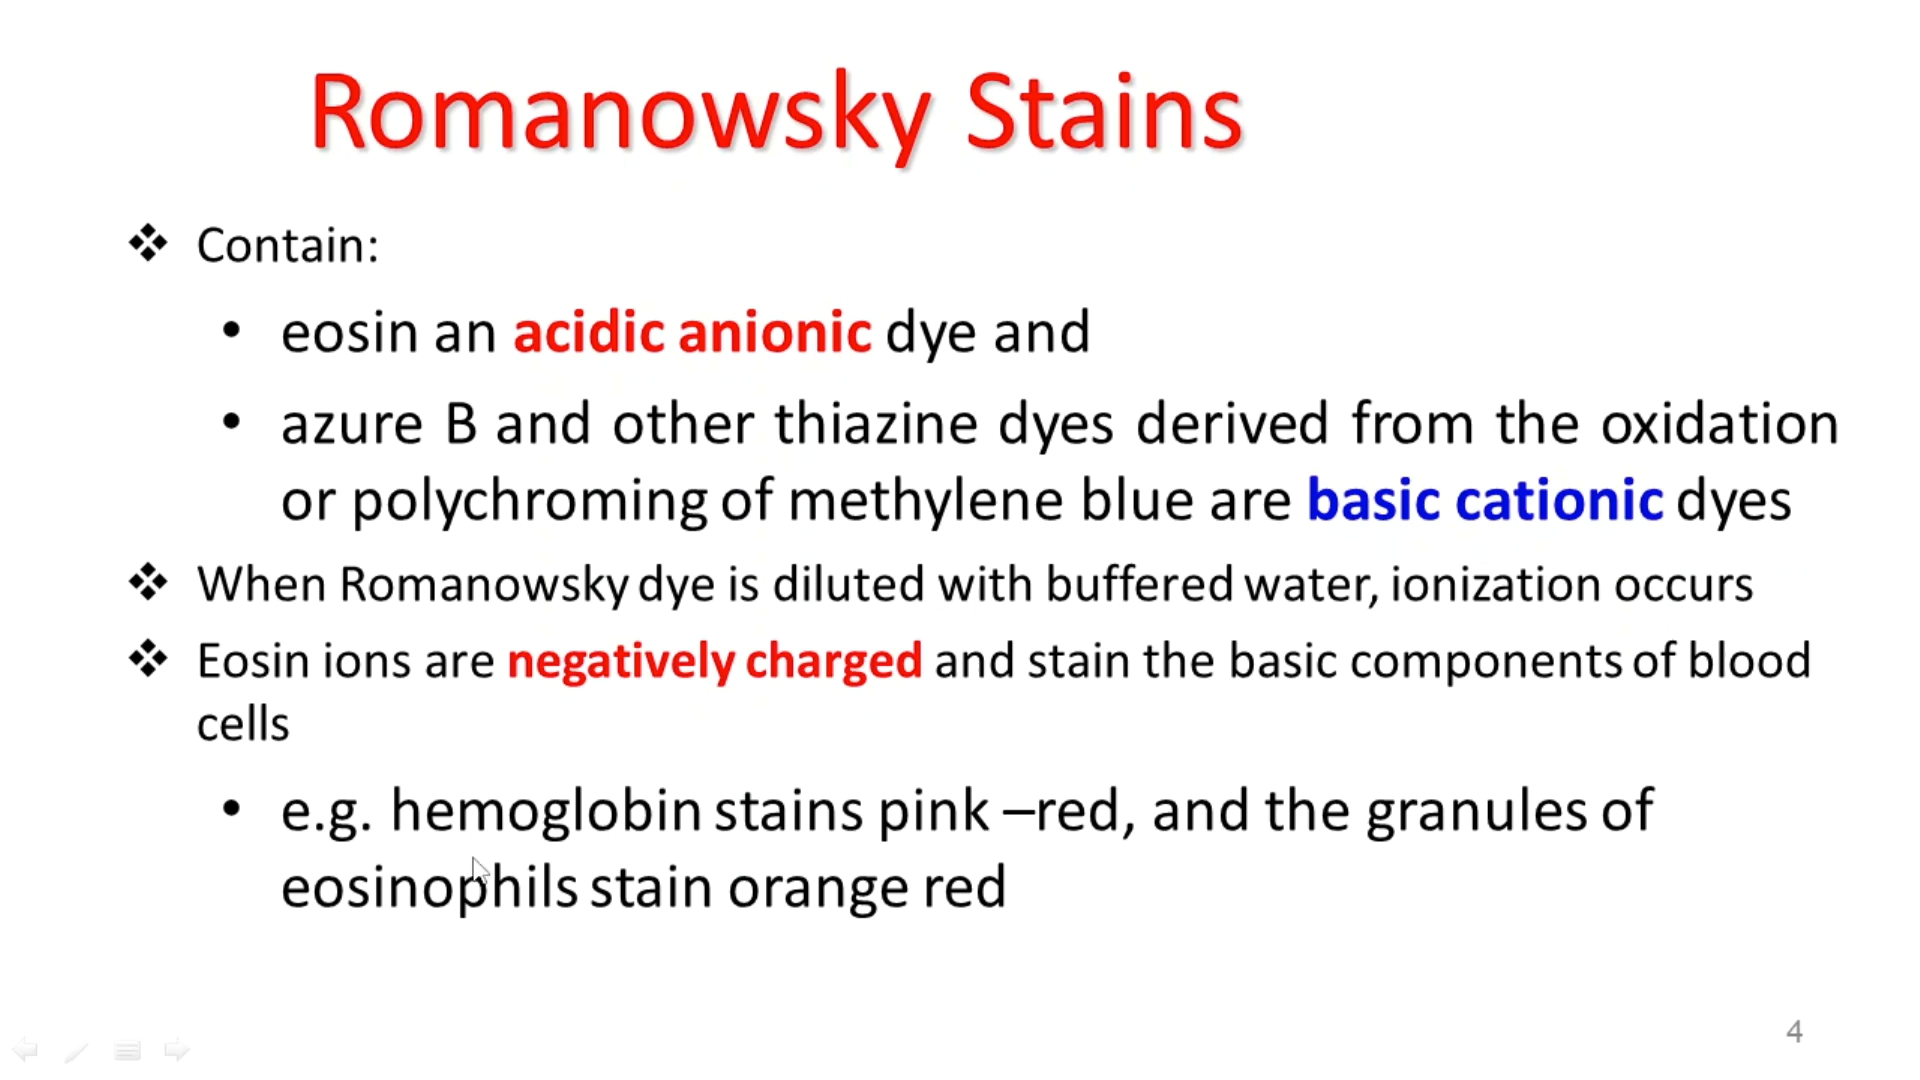 Romanowsky Stains
❖ Contain:
• eosin an acidic anionic dye and
• azure B and other thiazine dyes derived from the oxidation
or polychroming of methylene blue are basic cationic dyes
❖ When Romanowsky dye is diluted with buffered water, ionization occurs
❖ Eosin ions are negatively charged and stain the basic components of blood
cells
• e.g. hemoglobin stains pink –red, and the granules of
eosinophils stain orange red
4